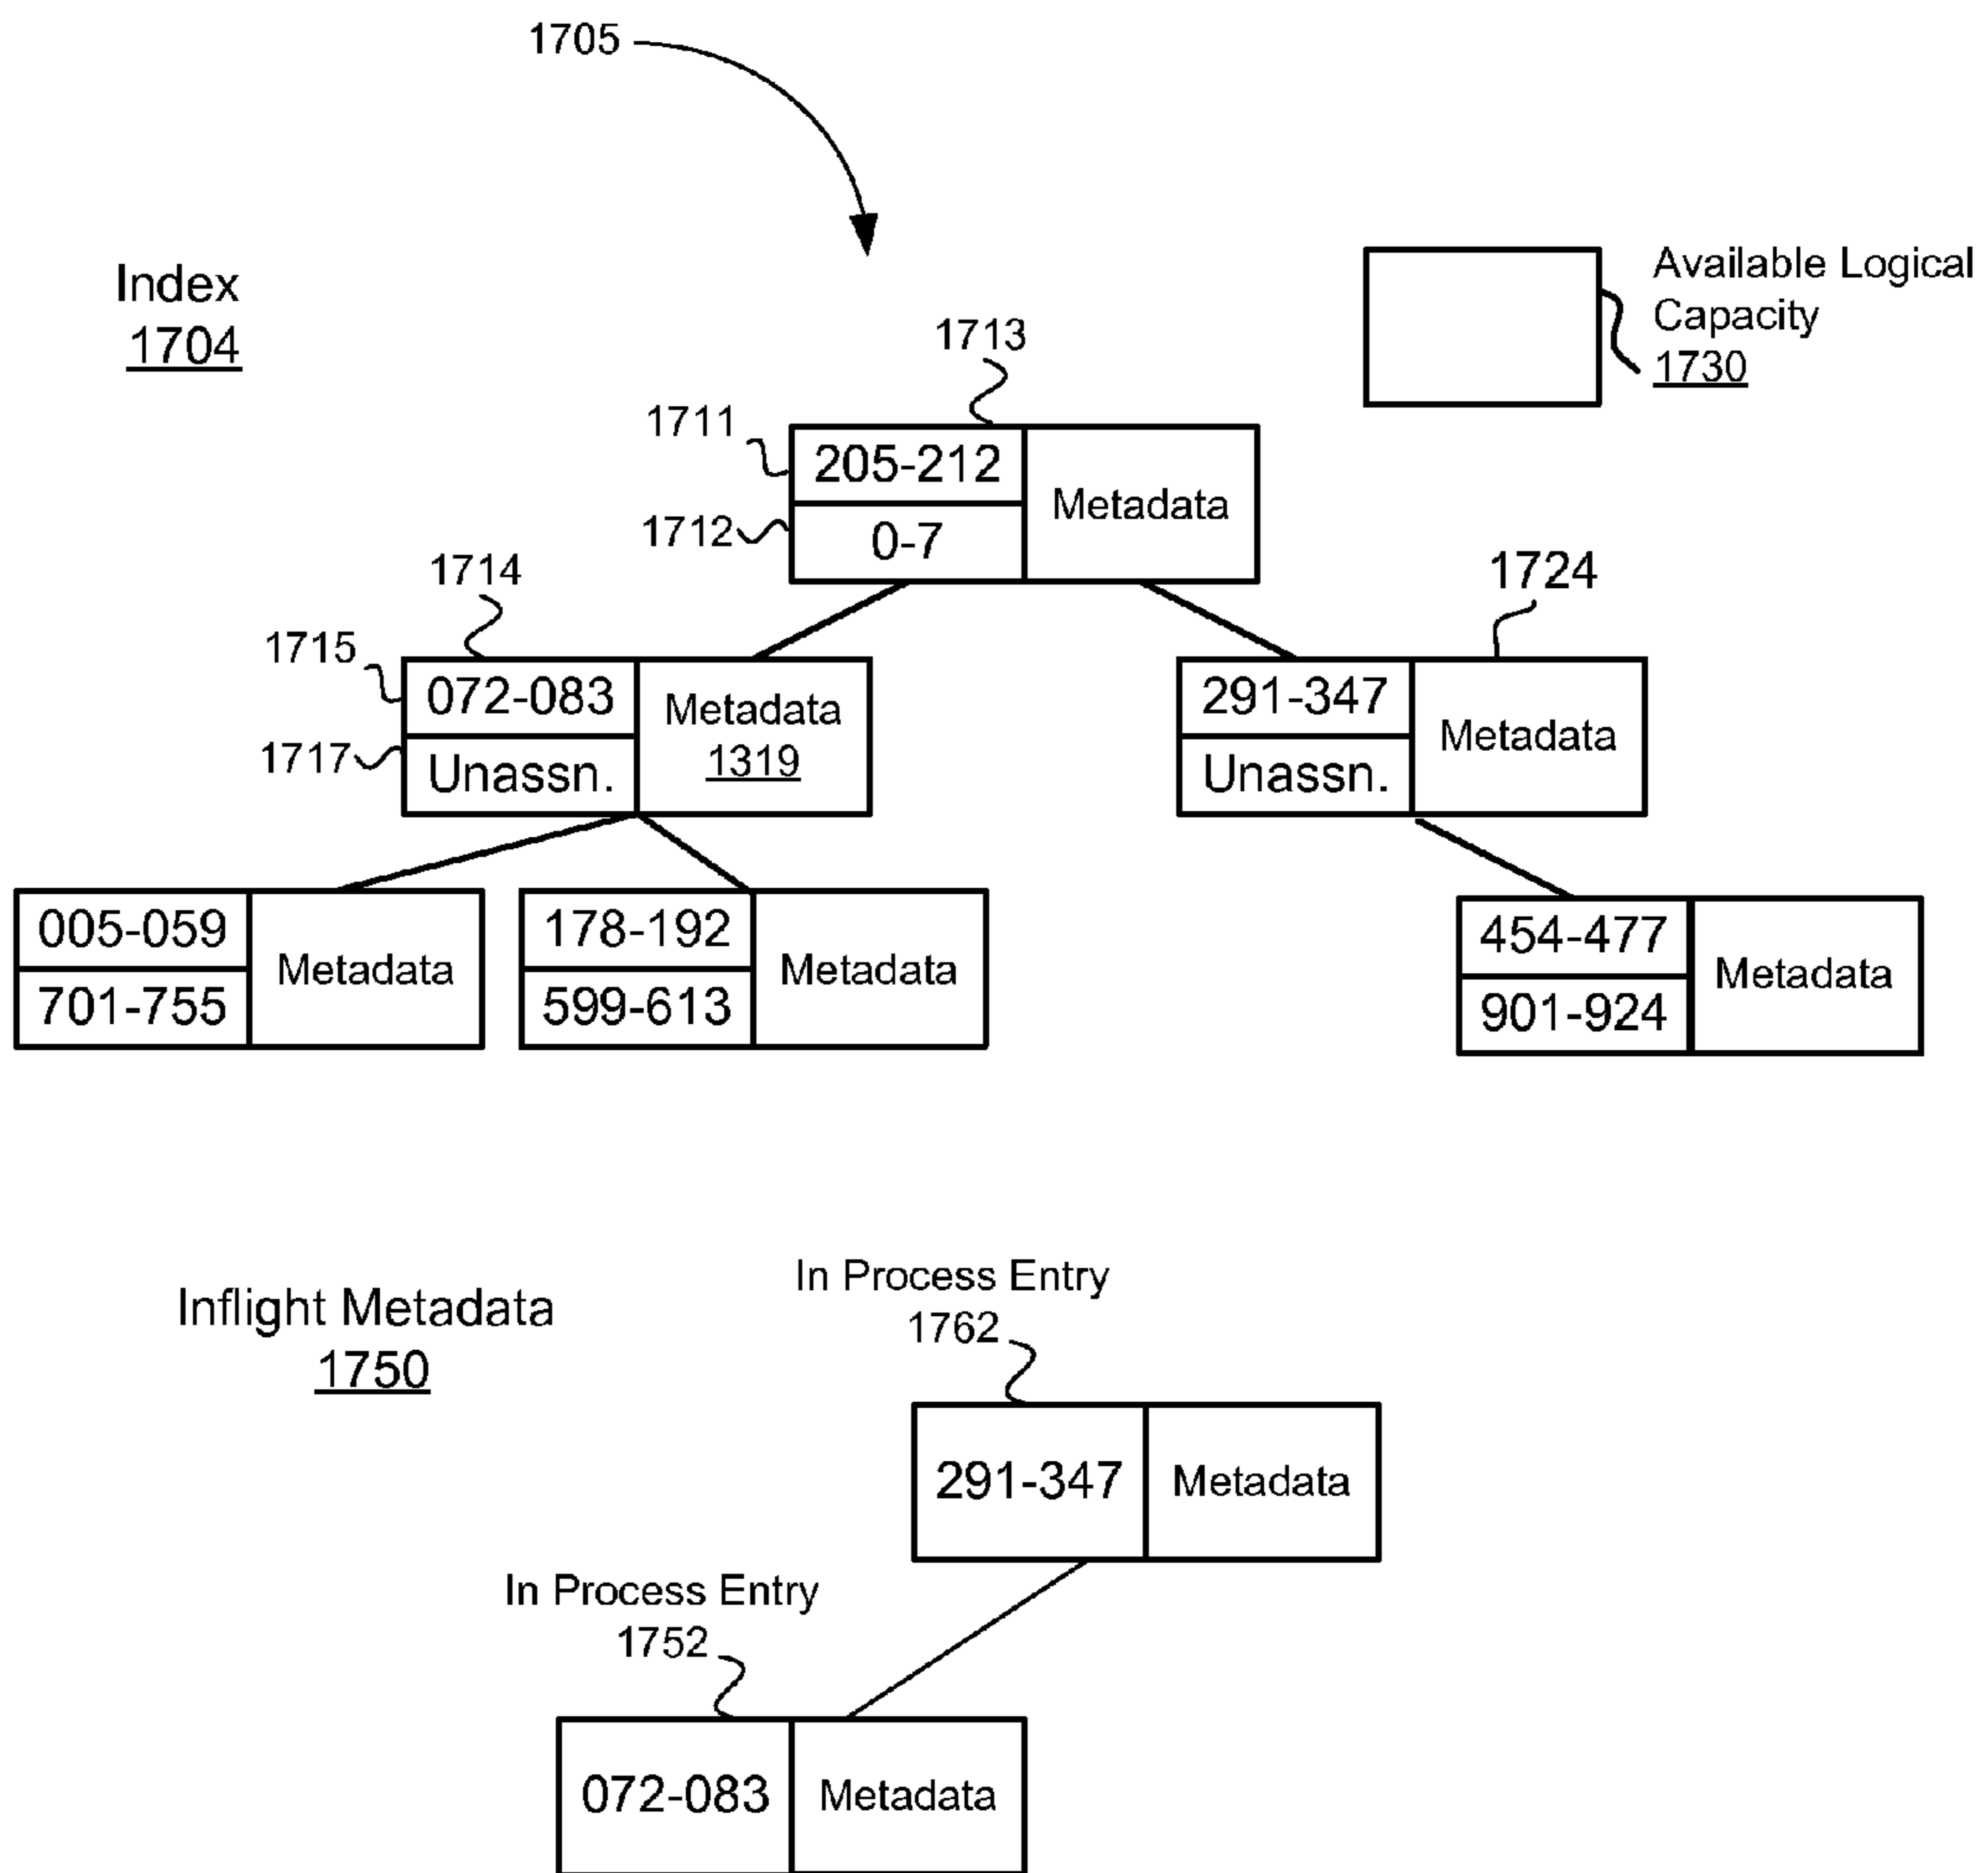 1705
Index
1704
Available Logical
Capacity
1730
1713
1711
205-212
Metadata
1712
0-7
1714
1724
1715
072-083
Metadata
1319
1717
Unassn.
291-347
Metadata
Unassn.
005-059
Metadata
701-755
178-192
Metadata
599-613
454-477
Metadata
901-924
Inflight Metadata
1750
In Process Entry
1762
291-347
Metadata
In Process Entry
1752
072-083
Metadata